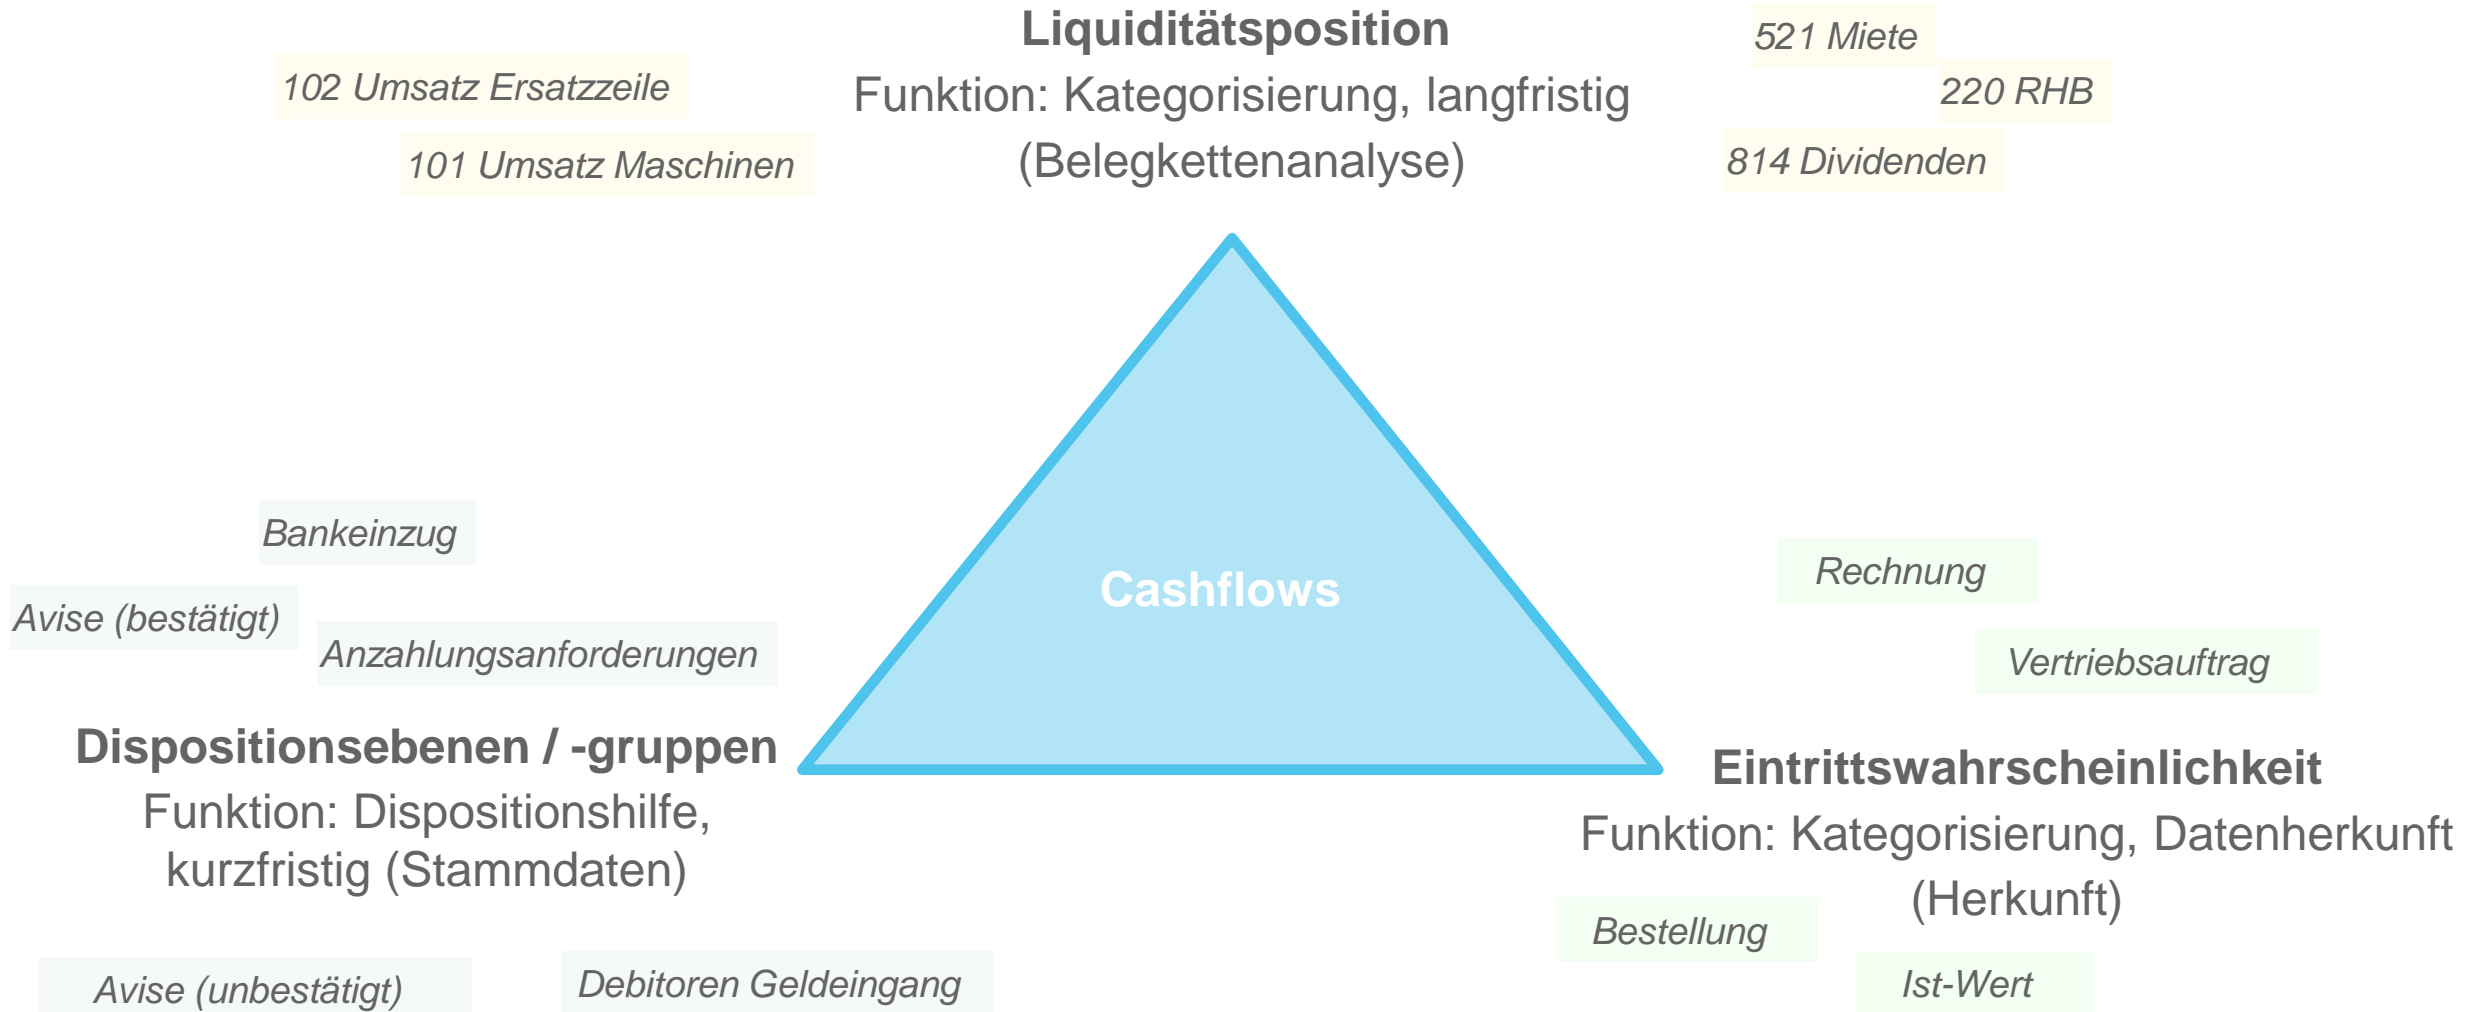 Liquiditätsposition
Funktion: Kategorisierung, langfristig
(Belegkettenanalyse)
102 Umsatz Ersatzzeile
101 Umsatz Maschinen
521 Miete
220 RHB
814 Dividenden
Cashflows
Bankeinzug
Avise (bestätigt)
Anzahlungsanforderungen
Dispositionsebenen / -gruppen
Funktion: Dispositionshilfe,
kurzfristig (Stammdaten)
Avise (unbestätigt)
Debitoren Geldeingang
Rechnung
Vertriebsauftrag
Eintrittswahrscheinlichkeit
Funktion: Kategorisierung, Datenherkunft
(Herkunft)
Bestellung
Ist-Wert